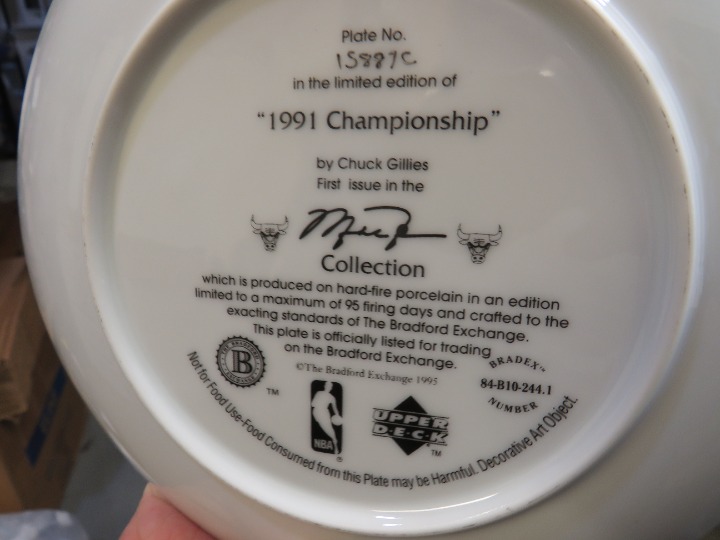 Plate No.
15887C
in the limited edition of
“1991 Championship”
by Chuck Gillies
First issue in the
Collection
which is produced on hard-fire porcelain in an edition
limited to a maximum of 95 firing days and crafted to the
exacting standards of The Bradford Exchange.
This plate is officially listed for trading
on the Bradford Exchange.
©The Bradford Exchange 1995
B
TM
BRADEX™
84-B10-244.1
NUMBER
NBA
®
UPPER
DECK
TM
Not for Food Use-Food Consumed from this Plate may be Harmful. Decorative Art Object.